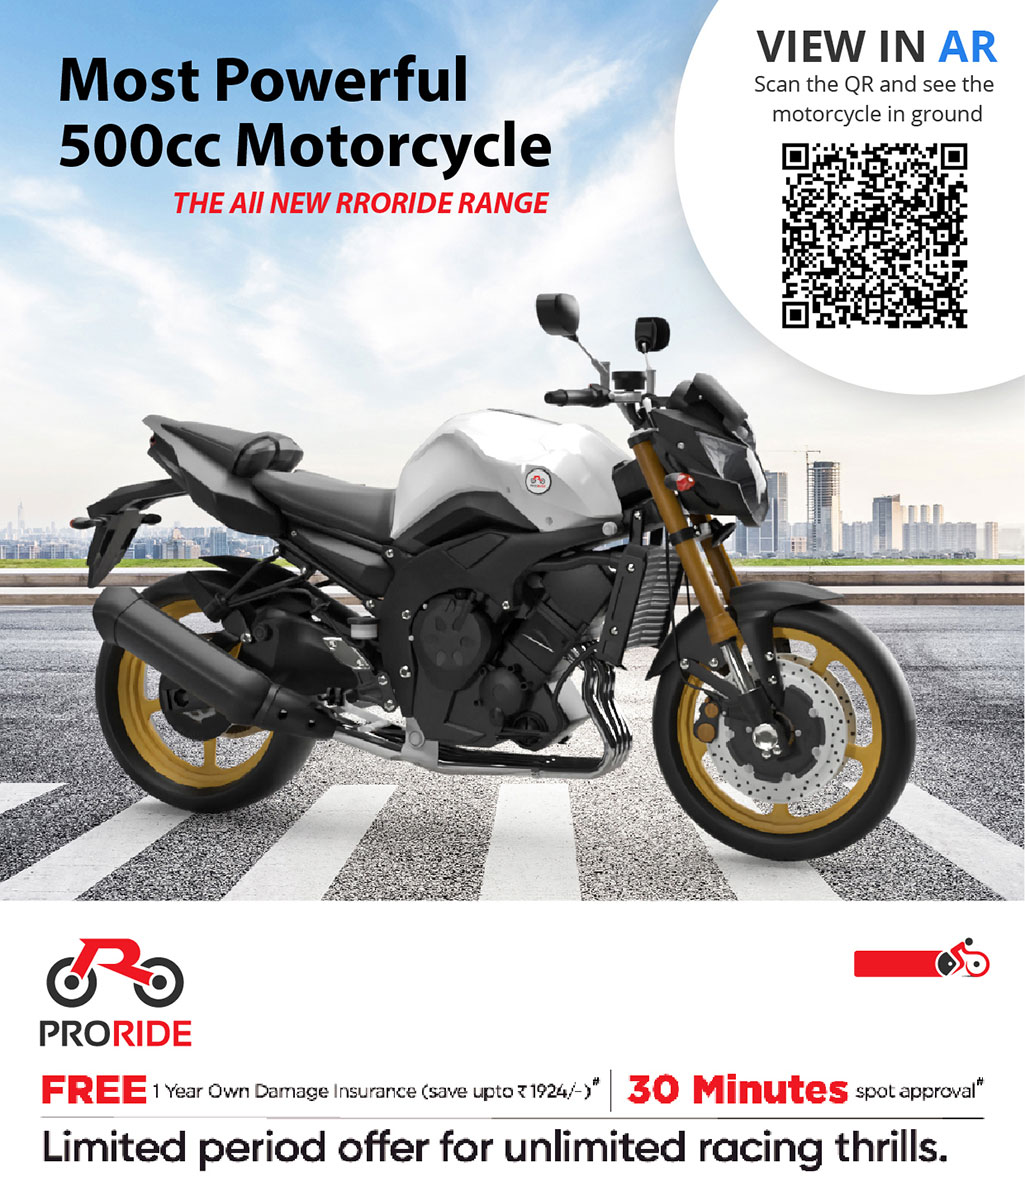 Most Powerful
500cc Motorcycle
THE All NEW RRORIDE RANGE
VIEW IN AR
Scan the QR and see the
motorcycle in ground
PRORIDE
FREE 1 Year Own Damage Insurance (save upto ₹1924/-)# | 30 Minutes spot approval#
Limited period offer for unlimited racing thrills.